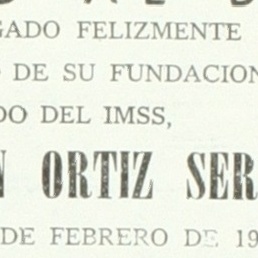 GADO FELIZMENTE
DE SU FUNDACION
DO DEL IMSS,
N ORTIZ SER
DE FEBRERO DE 19